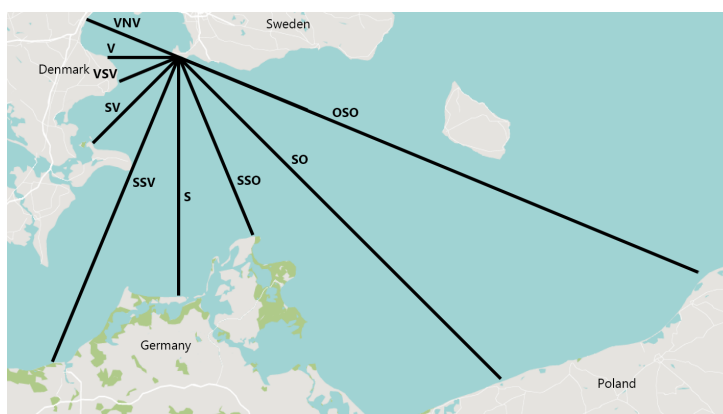 VNV
Sweden
V
Denmark
VSV
SV
OSO
SO
SSV
SSO
S
Germany
Poland